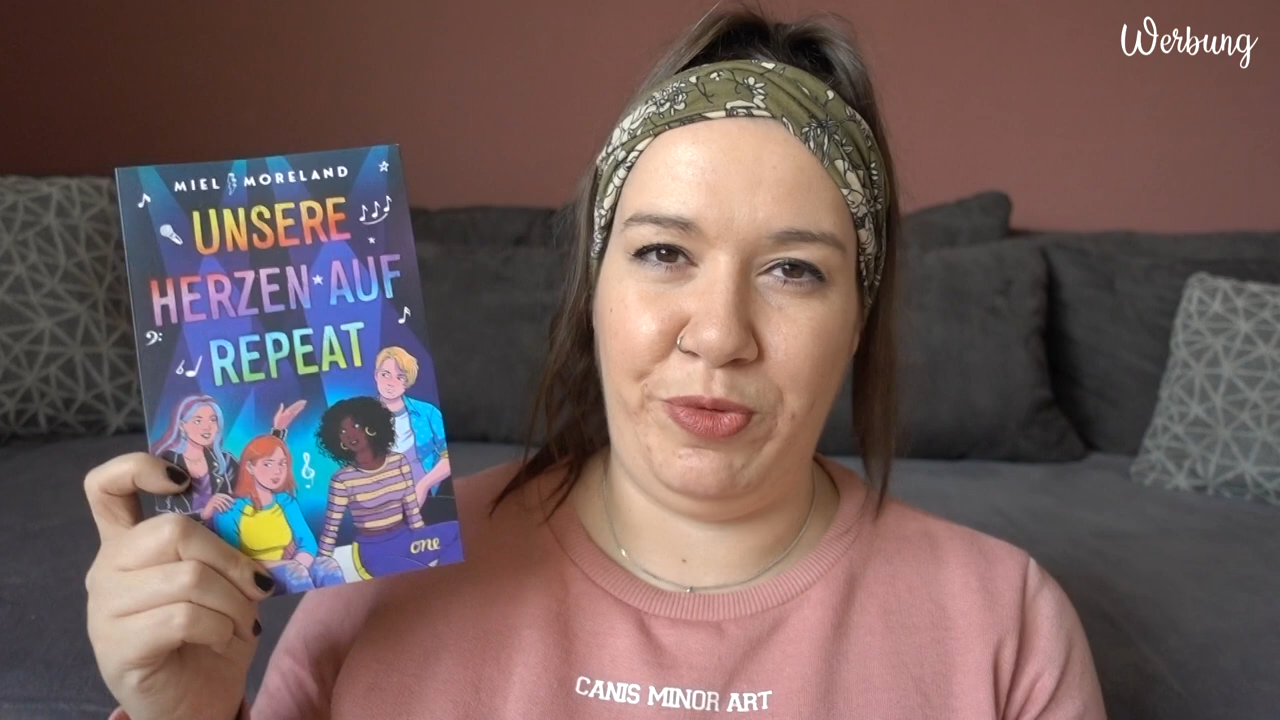 Werbung
MIEL MORELAND
UNSERE
HERZEN AUF
REPEAT
one
CANIS MINOR ART